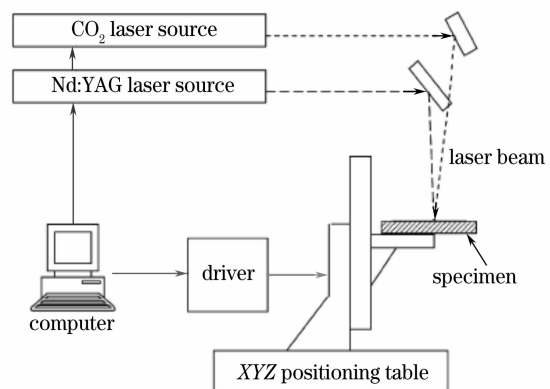 CO₂ laser source
Nd:YAG laser source
laser beam
driver
specimen
computer
XYZ positioning table